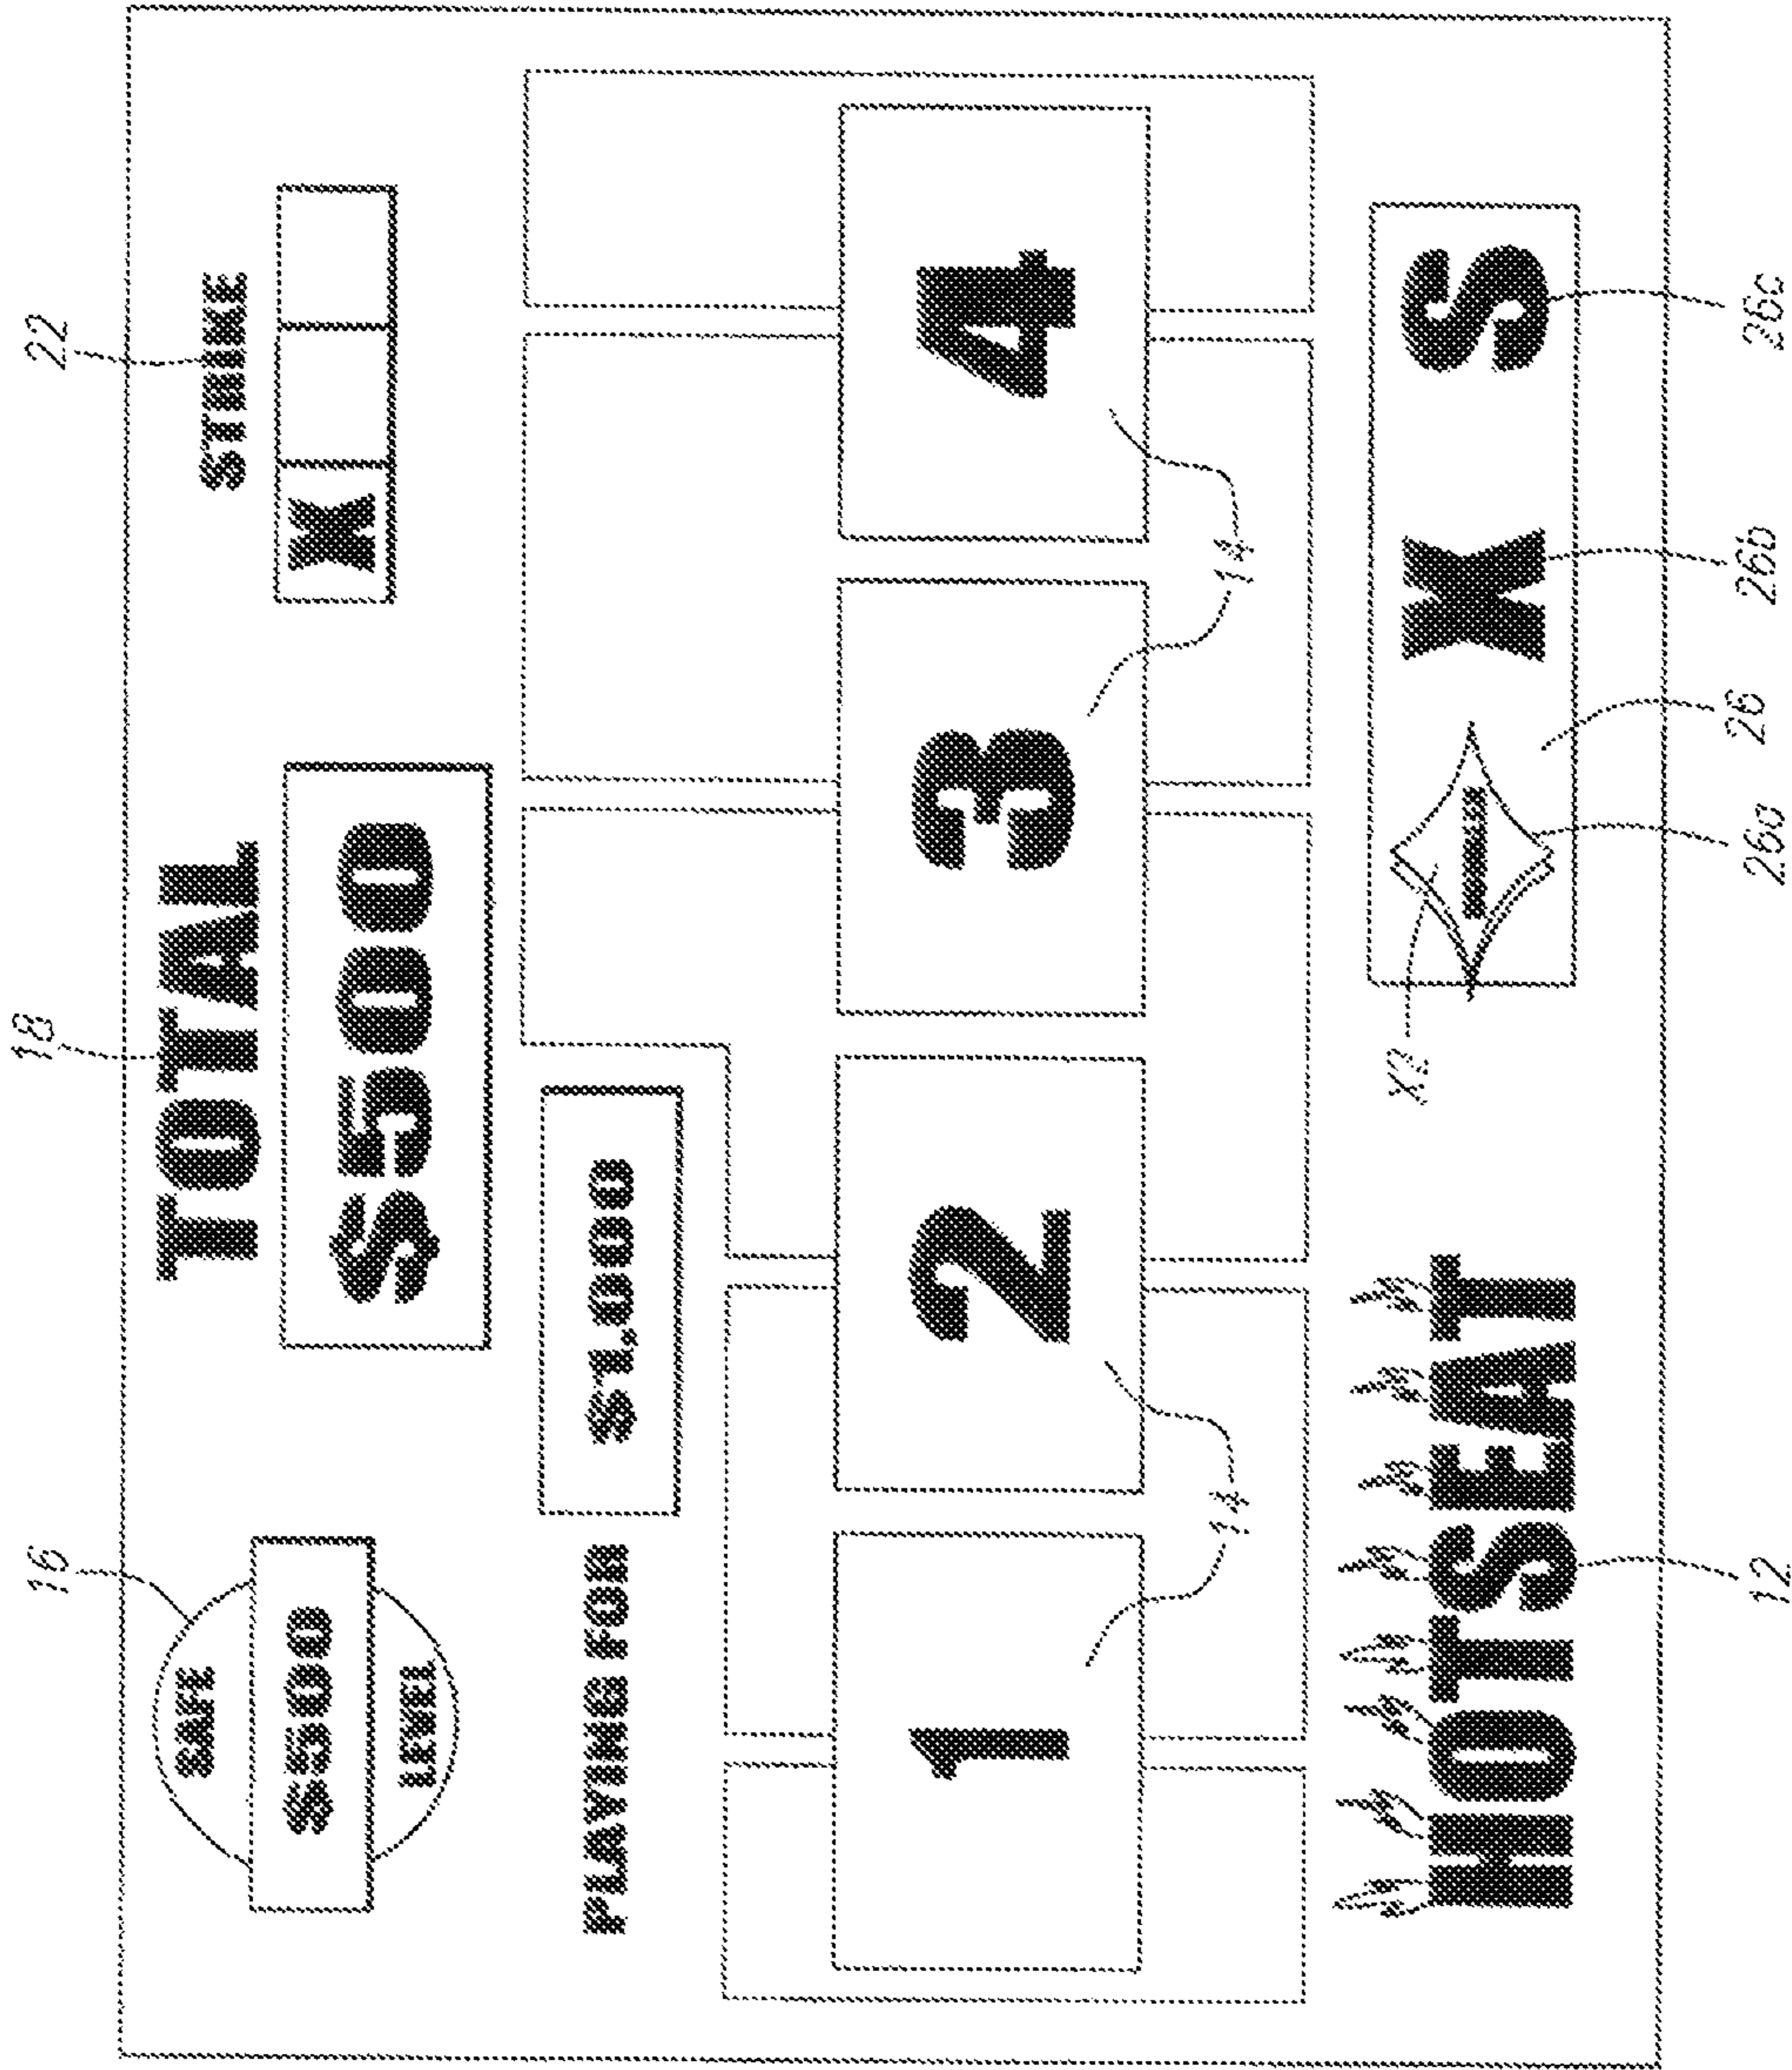 16
18
22
SAFE
$500
LEVEL
TOTAL
$500
STRIKE
X
PLAYING FOR $1,000
1
2
3
4
14
14
HOTSEAT
X2
X
S
12
26a
26
26b
26c